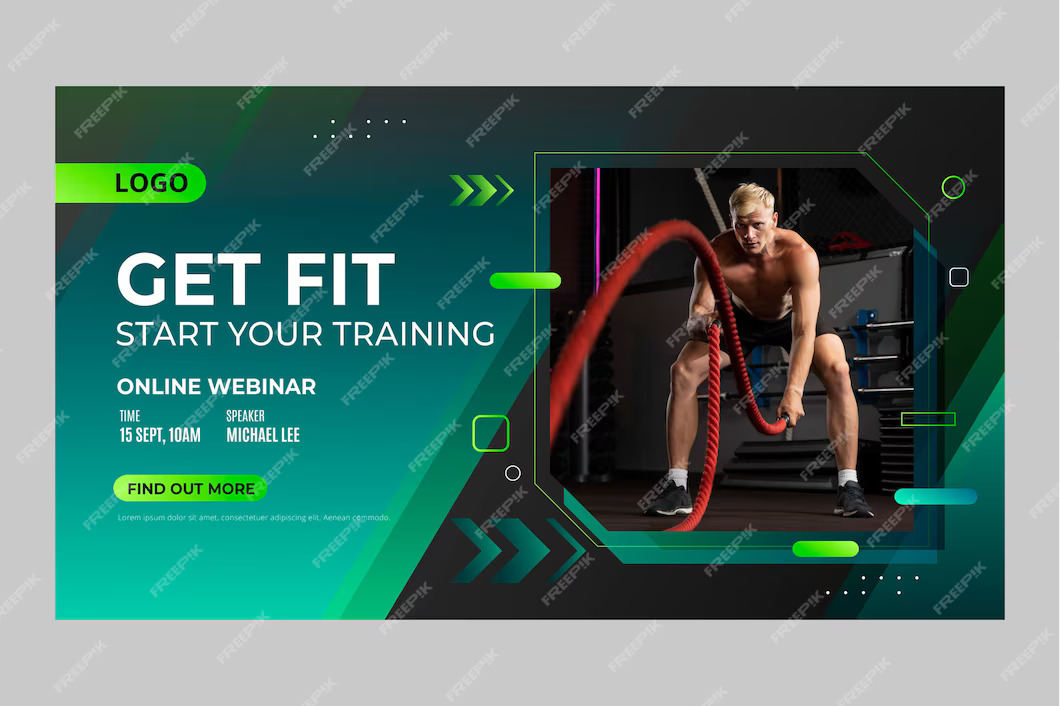 LOGO
GET FIT
START YOUR TRAINING
ONLINE WEBINAR
TIME
15 SEPT, 10AM
SPEAKER
MICHAEL LEE
FIND OUT MORE
Lorem ipsum dolor sit amet, consectetuer adipiscing elit. Aenean commodo.
FREEPIK